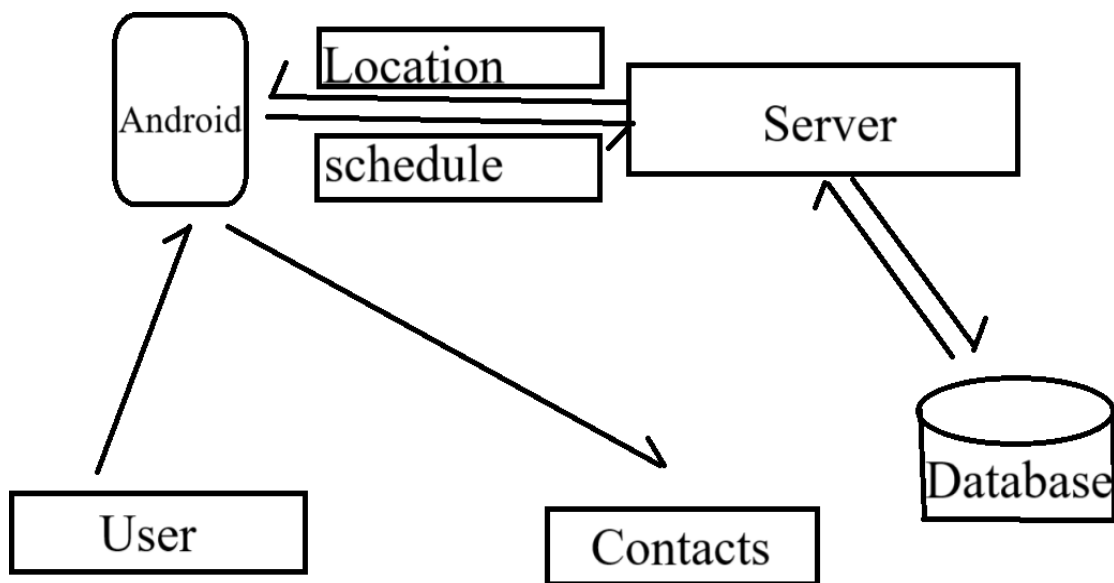 Location
Android
Server
schedule
Database
User
Contacts